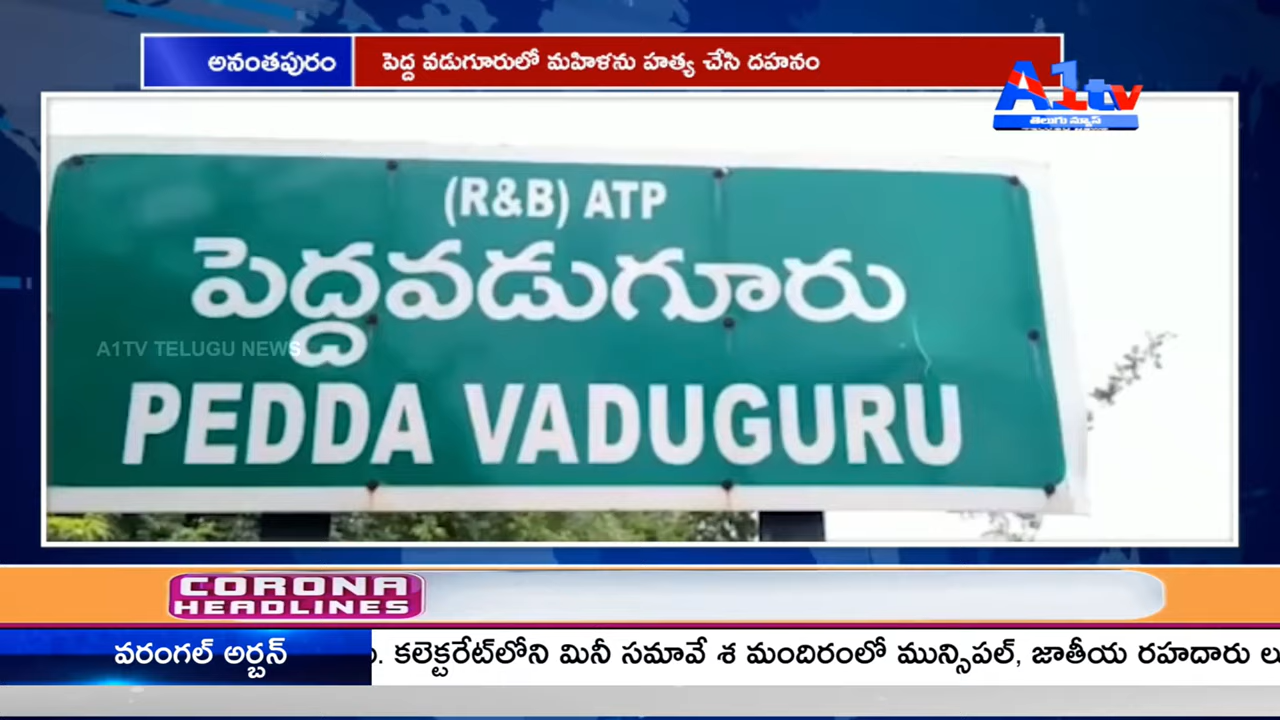 అనంతపురం
పెద్ద వడుగూరులో మహిళను హత్య చేసి దహనం
A1tv
తెలుగు న్యూస్
(R&B) ATP
పెద్దవడుగూరు
A1TV TELUGU NEWS
PEDDA VADUGURU
CORONA
HEADLINES
వరంగల్ అర్బన్
కలెక్టరేట్‌లోని మినీ సమావే శ మందిరంలో మున్సిపల్, జాతీయ రహదారు ల